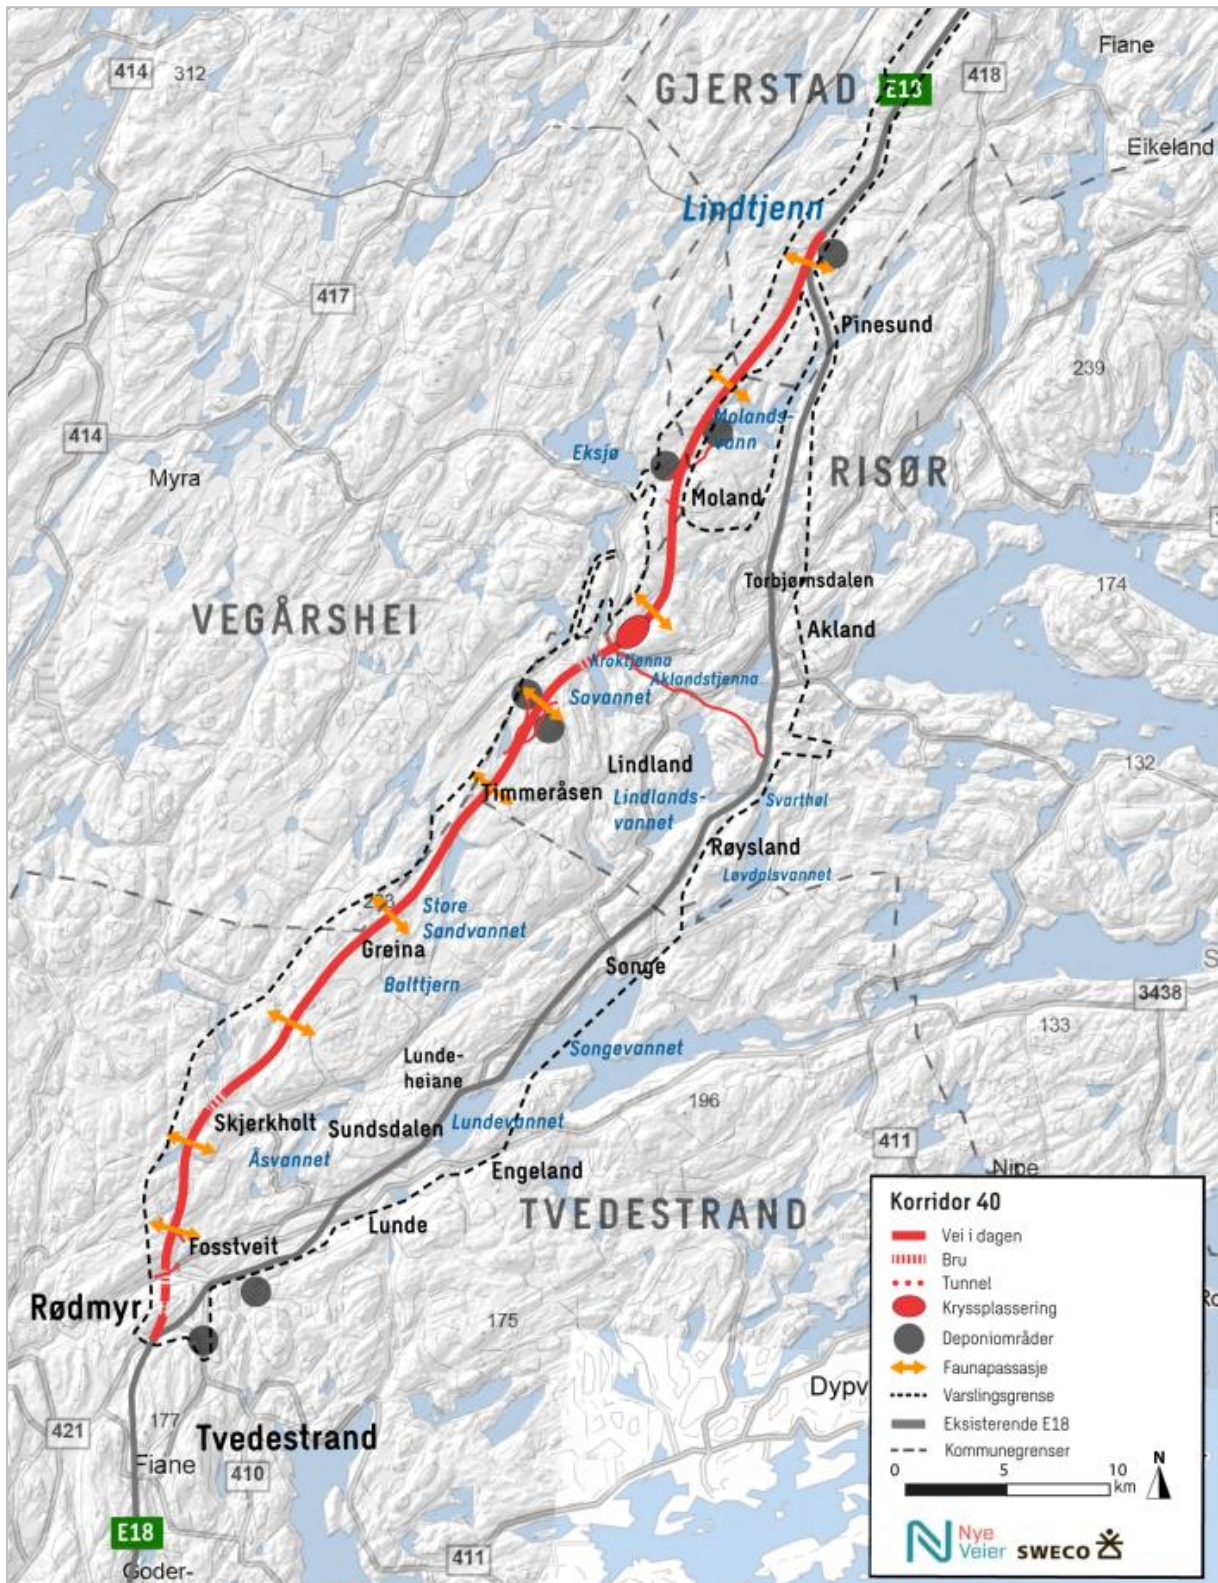 Fiane
414
312
418
GJERSTAD
E18
Eikeland
Lindtjenn
417
Pinesund
239
414
Molands-
vann
Eksjø
Myra
RISØR
Moland
Torbjørnsdalen
174
VEGÅRSHEI
Akland
Kroktjenna
Aklandstjenna
Savannet
Lindland
132
Timmeråsen
Lindlands-
vannet
Svarthøl
Røysland
Løvdalsvannet
Store
Sandvannet
Greina
Songe
Balttjern
3438
133
Songevannet
Lunde-
heiane
196
Skjerkholt
Sundsdalen
Lundevannet
411
Åsvannet
Engeland
Nipe
TVEDESTRAND
Lunde
Fosstveit
Rødmyr
175
Dypv
Tvedestrand
421
177
Fiane
410
E18
411
Goder-
Korridor 40
Vei i dagen
Bru
Tunnel
Kryssplassering
Deponiområder
Faunapassasje
Varslingsgrense
Eksisterende E18
Kommunegrenser
0 5 10
km
N
Nye
Veier
SWECO